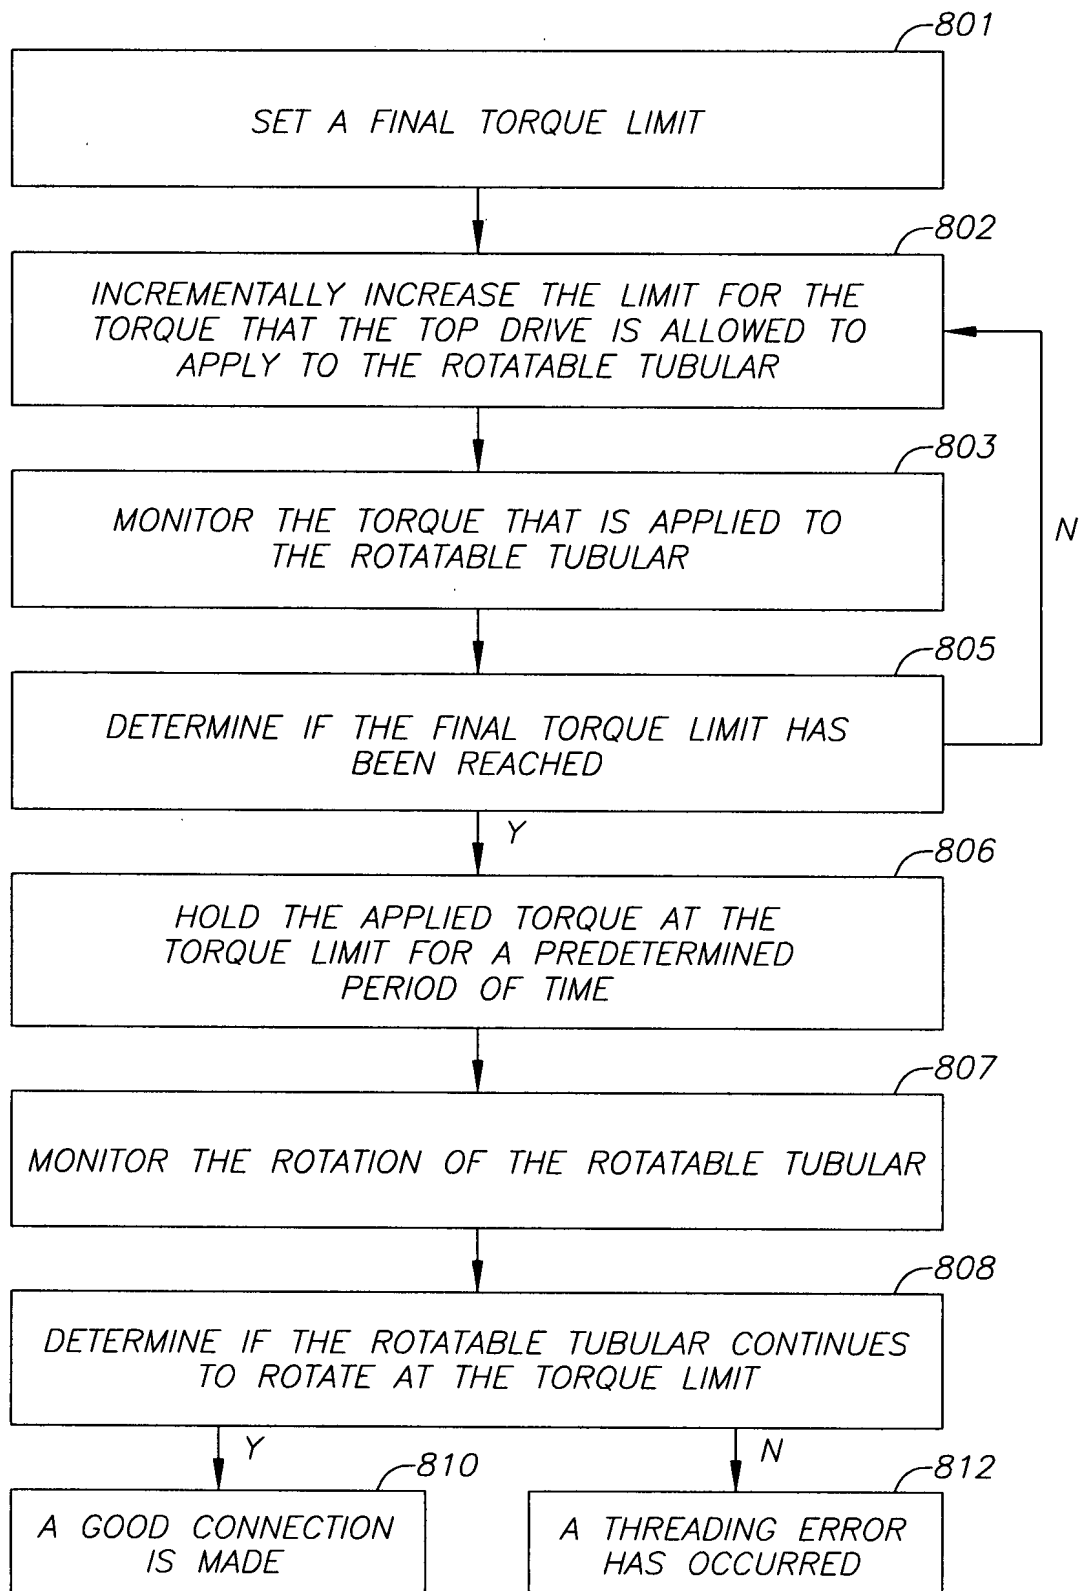 801
SET A FINAL TORQUE LIMIT
802
INCREMENTALLY INCREASE THE LIMIT FOR THE
TORQUE THAT THE TOP DRIVE IS ALLOWED TO
APPLY TO THE ROTATABLE TUBULAR
803
MONITOR THE TORQUE THAT IS APPLIED TO
THE ROTATABLE TUBULAR
N
805
DETERMINE IF THE FINAL TORQUE LIMIT HAS
BEEN REACHED
Y
806
HOLD THE APPLIED TORQUE AT THE
TORQUE LIMIT FOR A PREDETERMINED
PERIOD OF TIME
807
MONITOR THE ROTATION OF THE ROTATABLE TUBULAR
808
DETERMINE IF THE ROTATABLE TUBULAR CONTINUES
TO ROTATE AT THE TORQUE LIMIT
Y
810
A GOOD CONNECTION
IS MADE
N
812
A THREADING ERROR
HAS OCCURRED